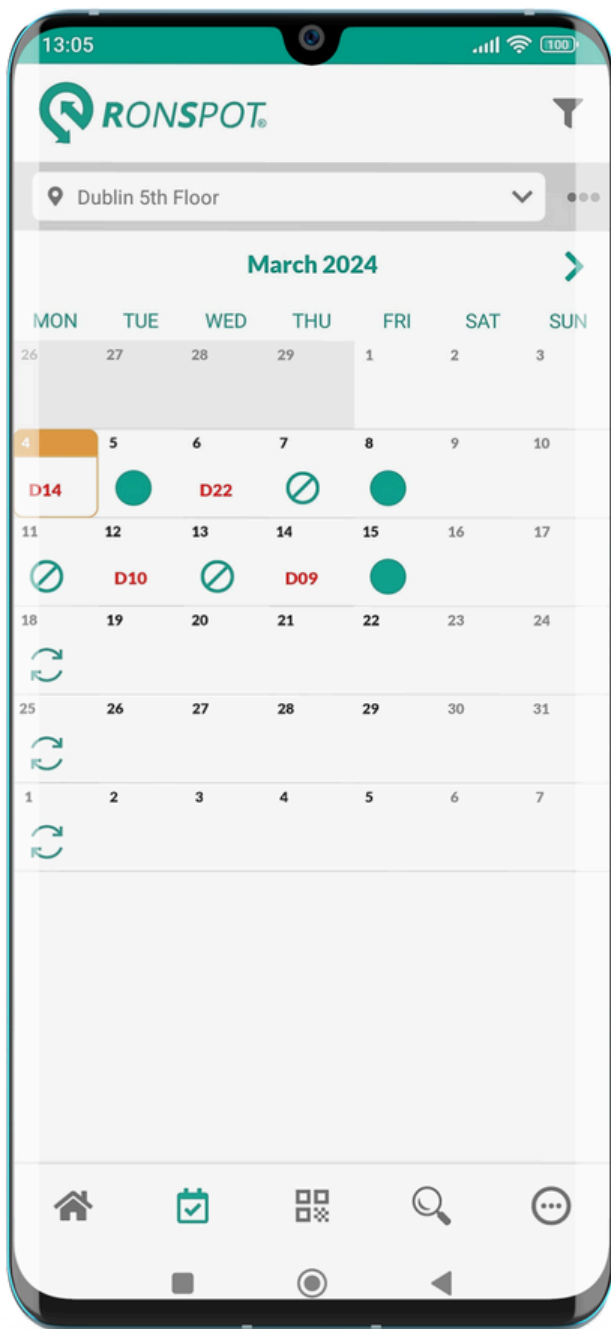 13:05 100
RONSPOT®
Dublin 5th Floor
March 2024
MON TUE WED THU FRI SAT SUN
26 27 28 29 1 2 3
4 5 6 7 8 9 10
D14 D22
11 12 13 14 15 16 17
D10 D09
18 19 20 21 22 23 24
25 26 27 28 29 30 31
1 2 3 4 5 6 7